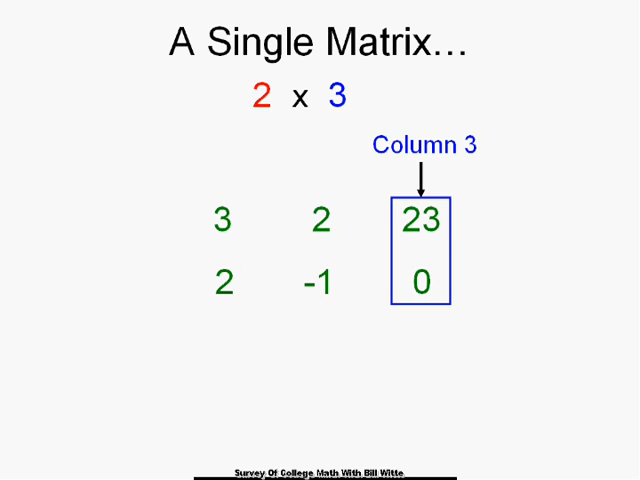 A Single Matrix...
2 x 3
Column 3
3 2 23
2 -1 0
Survey Of College Math With Bill Witte